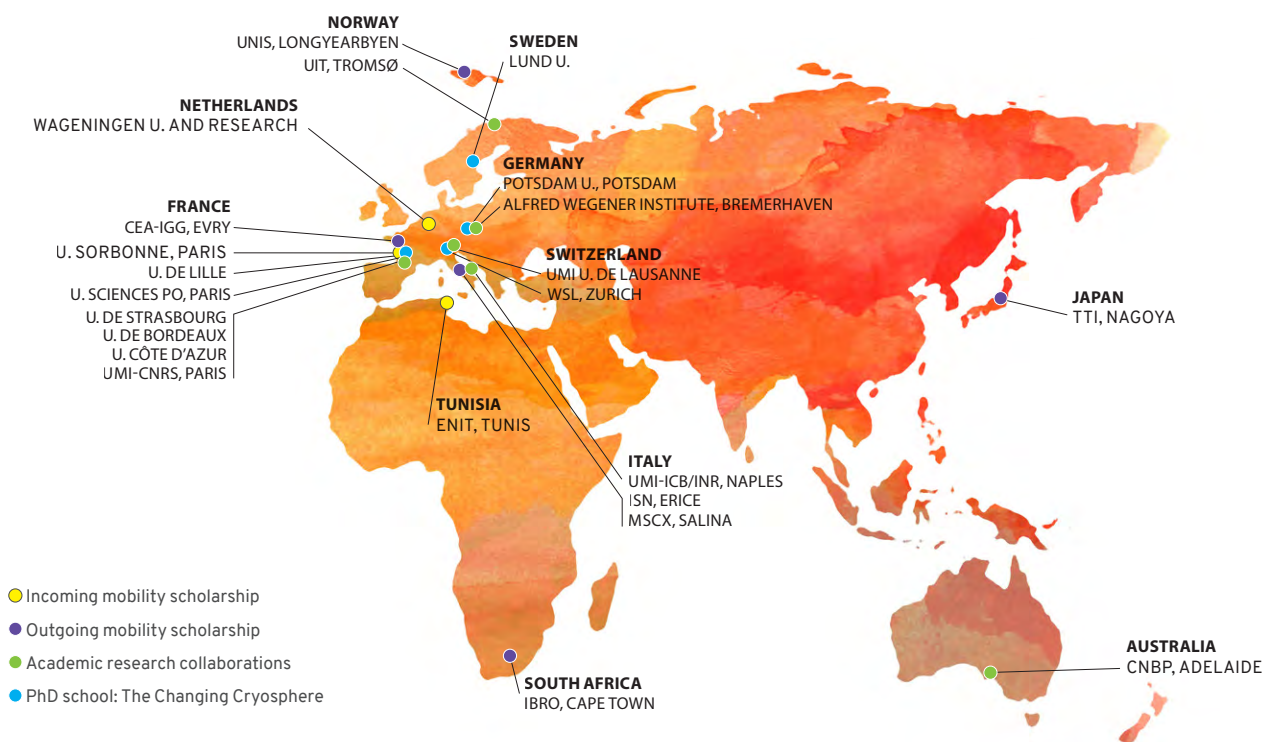 NORWAY
UNIS, LONGYEARBYEN
UIT, TROMSØ
SWEDEN
LUND U.
NETHERLANDS
WAGENINGEN U. AND RESEARCH
GERMANY
POTSDAM U., POTSDAM
ALFRED WEGENER INSTITUTE, BREMERHAVEN
FRANCE
CEA-IGG, EVRY
U. SORBONNE, PARIS
U. DE LILLE
U. SCIENCES PO, PARIS
U. DE STRASBOURG
U. DE BORDEAUX
U. CÔTE D'AZUR
UMI-CNRS, PARIS
SWITZERLAND
UMI U. DE LAUSANNE
WSL, ZURICH
JAPAN
TTI, NAGOYA
TUNISIA
ENIT, TUNIS
ITALY
UMI-ICB/INR, NAPLES
ISN, ERICE
MSCX, SALINA
Incoming mobility scholarship
Outgoing mobility scholarship
Academic research collaborations
PhD school: The Changing Cryosphere
SOUTH AFRICA
IBRO, CAPE TOWN
AUSTRALIA
CNBP, ADELAIDE